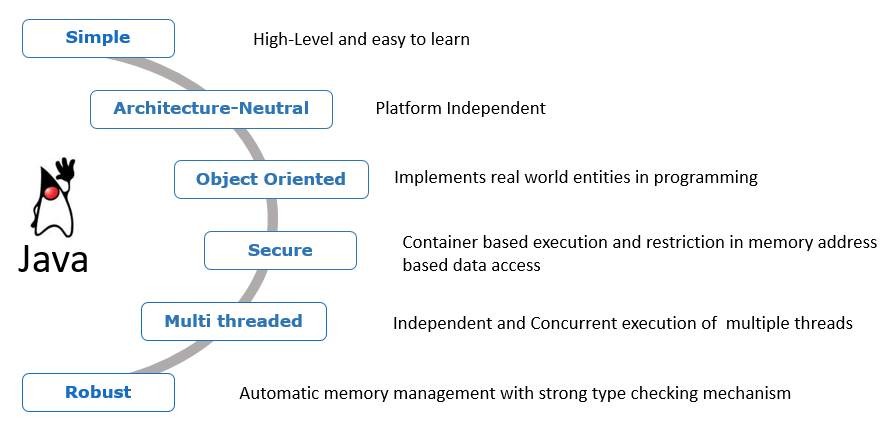 Simple
High-Level and easy to learn
Architecture-Neutral
Platform Independent
Object Oriented
Implements real world entities in programming
Secure
Container based execution and restriction in memory address
based data access
Java
Multi threaded
Independent and Concurrent execution of  multiple threads
Robust
Automatic memory management with strong type checking mechanism